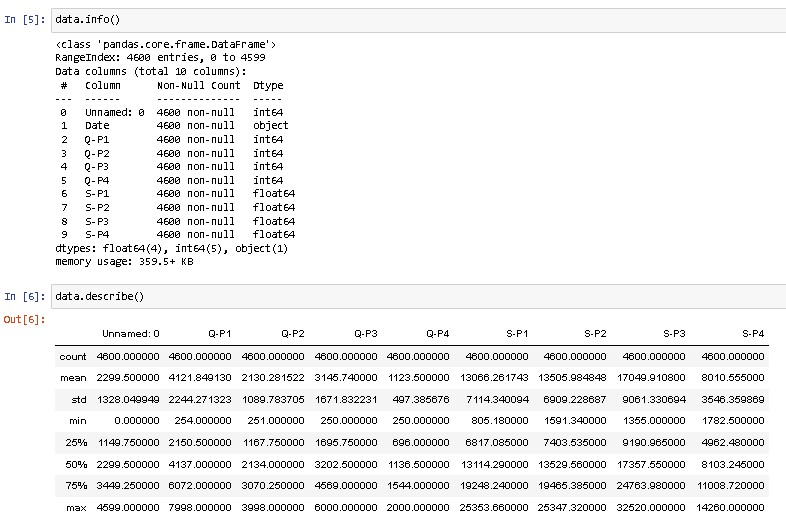 In [5]: data.info()
<class 'pandas.core.frame.DataFrame'>
RangeIndex: 4600 entries, 0 to 4599
Data columns (total 10 columns):
 #   Column      Non-Null Count  Dtype
---  ------      --------------  -----
 0   Unnamed: 0  4600 non-null   int64
 1   Date        4600 non-null   object
 2   Q-P1        4600 non-null   int64
 3   Q-P2        4600 non-null   int64
 4   Q-P3        4600 non-null   int64
 5   Q-P4        4600 non-null   int64
 6   S-P1        4600 non-null   float64
 7   S-P2        4600 non-null   float64
 8   S-P3        4600 non-null   float64
 9   S-P4        4600 non-null   float64
dtypes: float64(4), int64(5), object(1)
memory usage: 359.5+ KB
In [6]: data.describe()
Out[6]:
Unnamed: 0 Q-P1 Q-P2 Q-P3 Q-P4 S-P1 S-P2 S-P3 S-P4
count 4600.000000 4600.000000 4600.000000 4600.000000 4600.000000 4600.000000 4600.000000 4600.000000 4600.000000
mean 2299.500000 4121.849130 2130.281522 3145.740000 1123.500000 13066.261743 13505.984848 17049.910800 8010.555000
std 1328.049949 2244.271323 1089.783705 1671.832231 497.385676 7114.340094 6909.228687 9061.330694 3546.359869
min 0.000000 254.000000 251.000000 250.000000 250.000000 805.180000 1591.340000 1355.000000 1782.500000
25% 1149.750000 2150.500000 1167.750000 1695.750000 696.000000 6817.085000 7403.535000 9190.965000 4962.480000
50% 2299.500000 4137.000000 2134.000000 3202.500000 1136.500000 13114.290000 13529.560000 17357.550000 8103.245000
75% 3449.250000 6072.000000 3070.250000 4569.000000 1544.000000 19248.240000 19465.385000 24763.980000 11008.720000
max 4599.000000 7998.000000 3998.000000 6000.000000 2000.000000 25353.660000 25347.320000 32520.000000 14260.000000